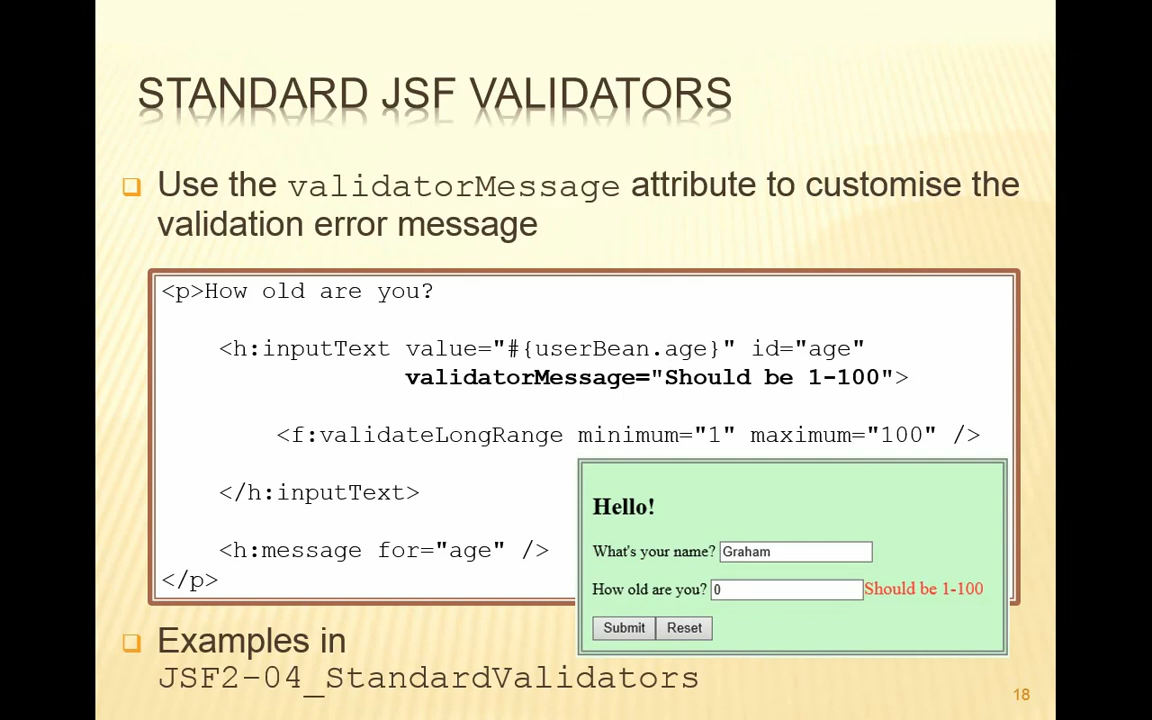 STANDARD JSF VALIDATORS
Use the validatorMessage attribute to customise the
validation error message
<p>How old are you?
<h:inputText value="#{userBean.age}" id="age"
validatorMessage="Should be 1-100">
<f:validateLongRange minimum="1" maximum="100" />
</h:inputText>
<h:message for="age" />
</p>
Hello!
What's your name? Graham
How old are you? 0 Should be 1-100
Submit Reset
Examples in
JSF2-04_StandardValidators
18